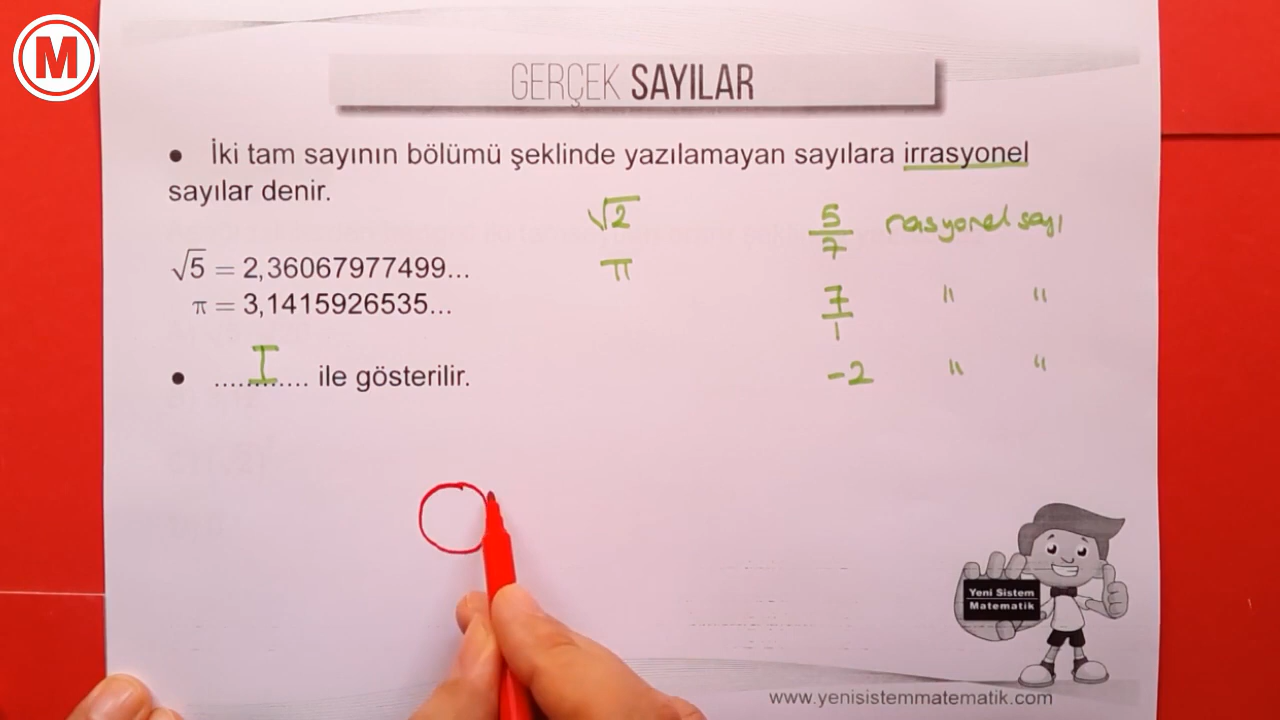 M
GERÇEK SAYILAR
● İki tam sayının bölümü şeklinde yazılamayan sayılara irrasyonel
sayılar denir.
√2
π
5/7 rasyonel sayı
√5 = 2,36067977499...
π = 3,1415926535...
7/1 " "
-2 " "
● .....I..... ile gösterilir.
Yeni Sistem
Matematik
www.yenisistemmatematik.com